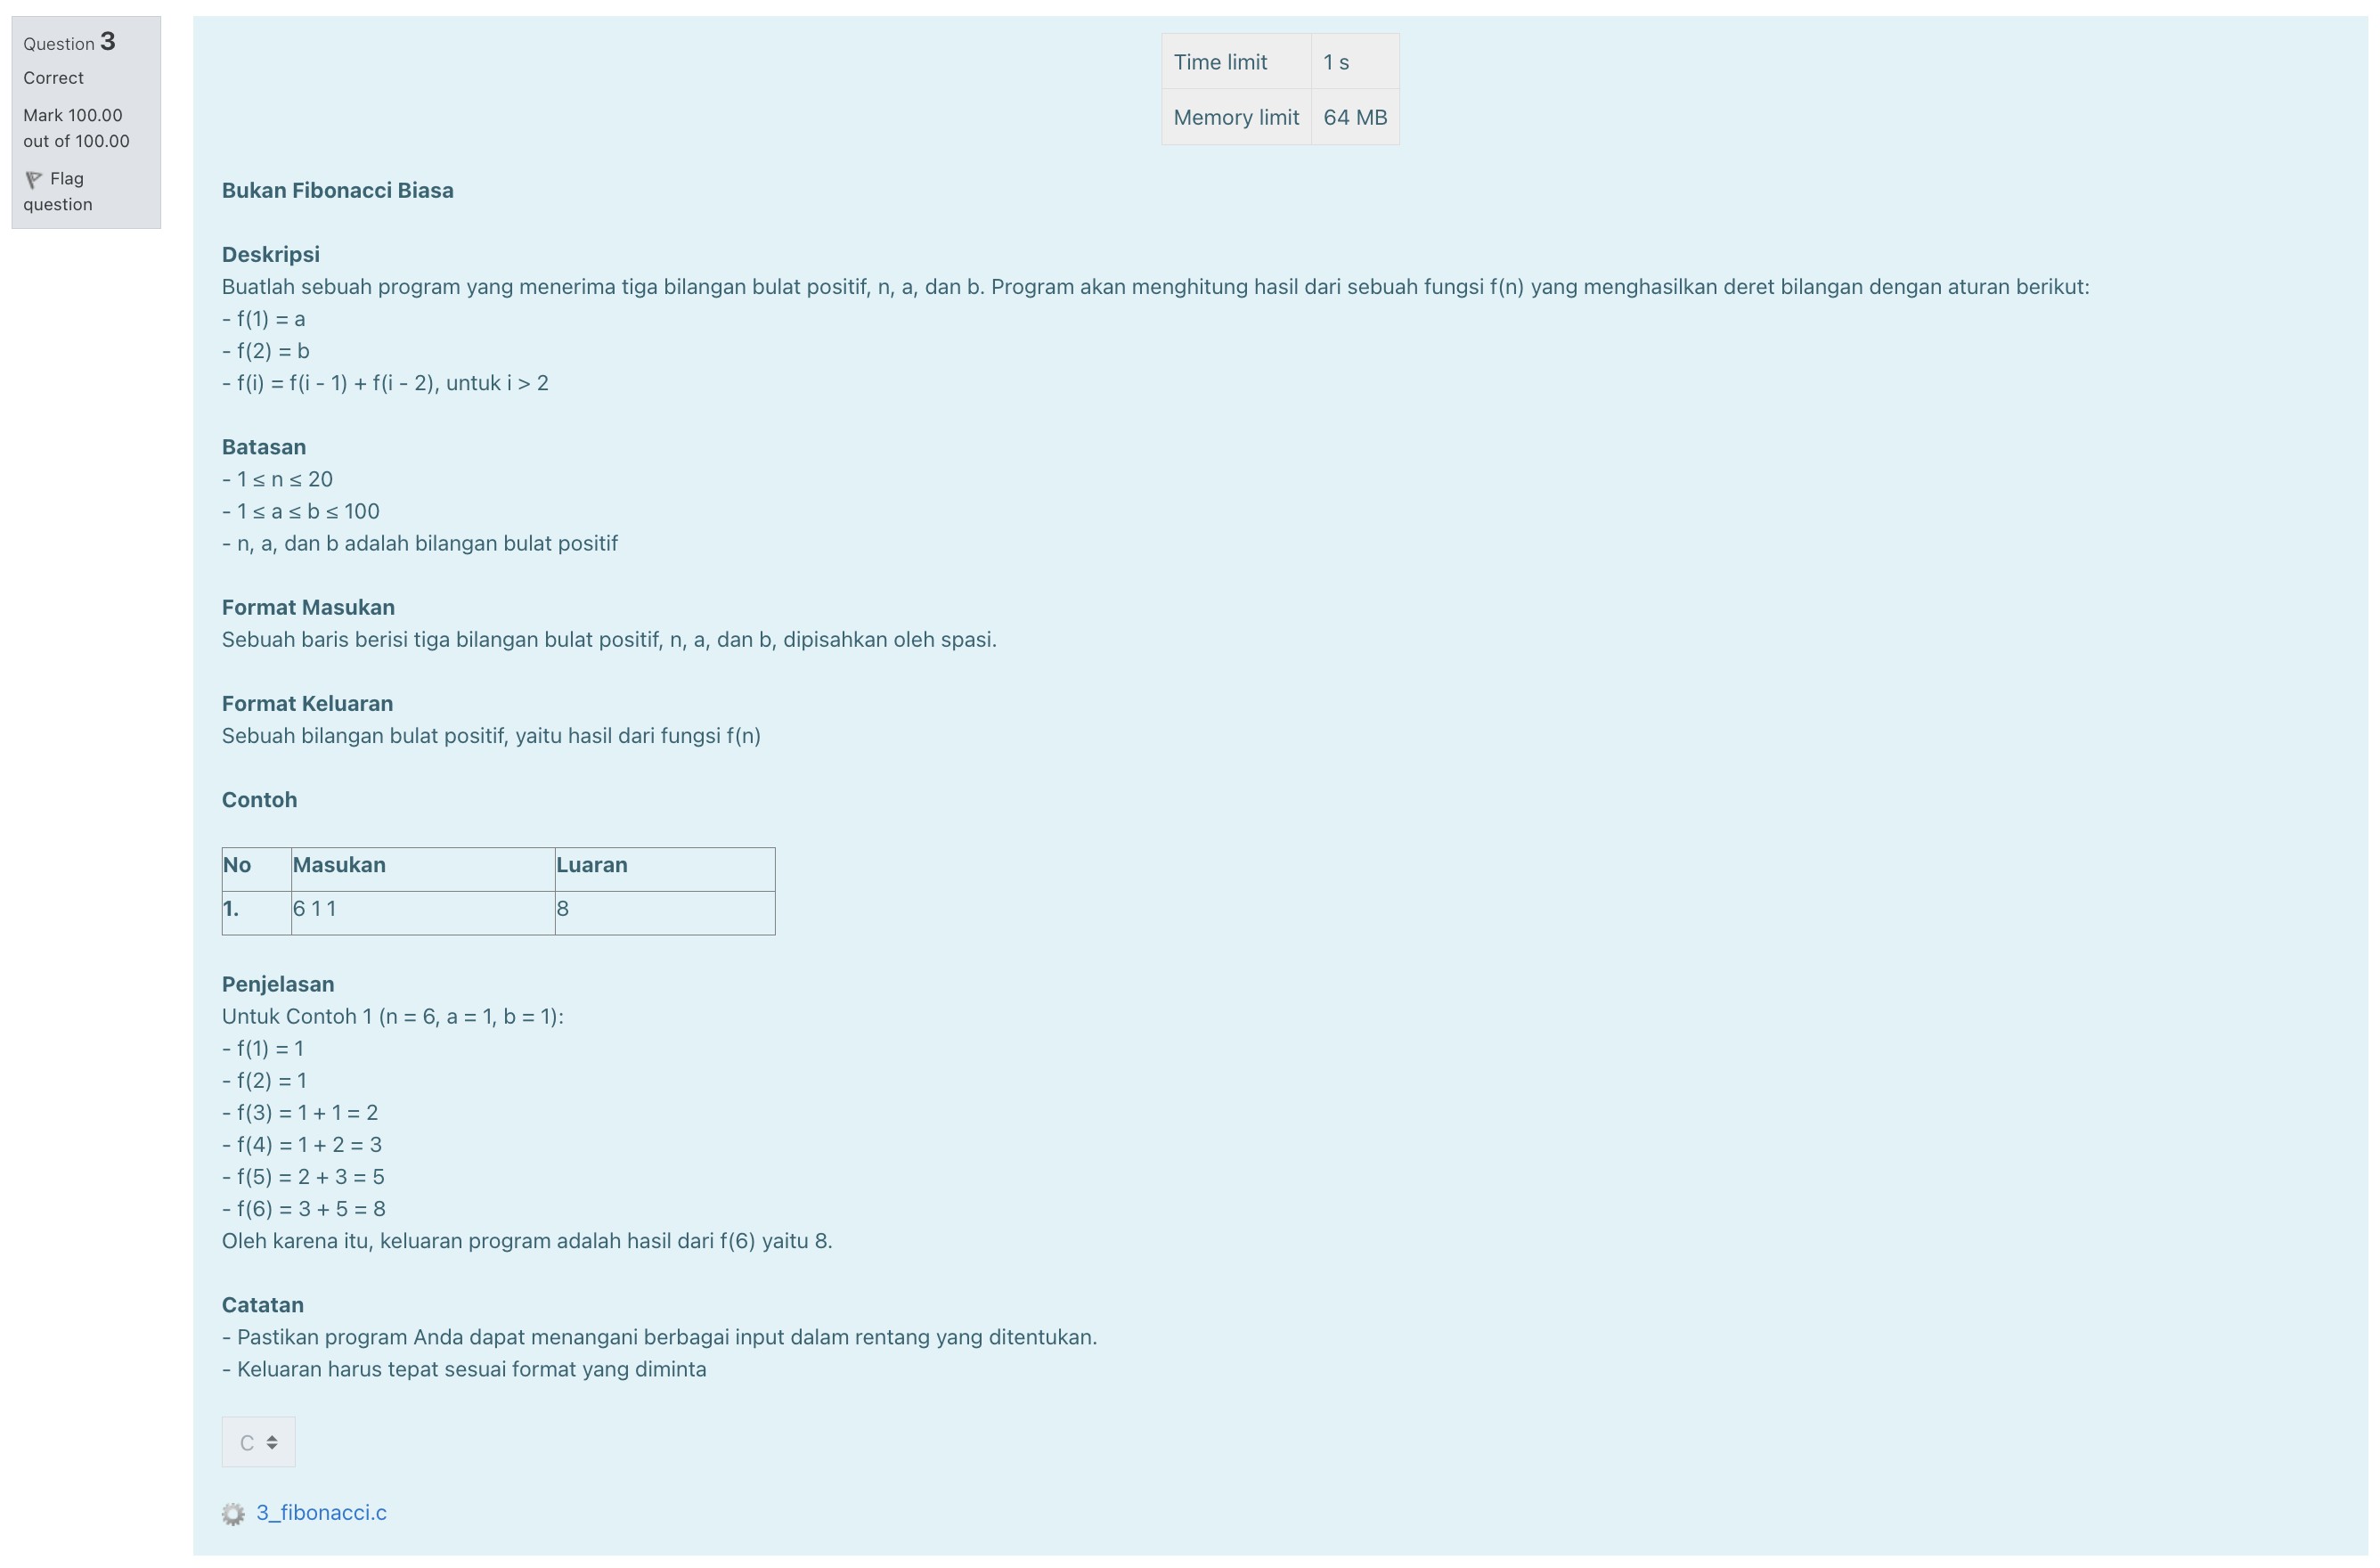 Question 3
Correct
Mark 100.00
out of 100.00
Flag
question
Time limit 1 s
Memory limit 64 MB
Bukan Fibonacci Biasa
Deskripsi
Buatlah sebuah program yang menerima tiga bilangan bulat positif, n, a, dan b. Program akan menghitung hasil dari sebuah fungsi f(n) yang menghasilkan deret bilangan dengan aturan berikut:
- f(1) = a
- f(2) = b
- f(i) = f(i - 1) + f(i - 2), untuk i > 2
Batasan
- 1 ≤ n ≤ 20
- 1 ≤ a ≤ b ≤ 100
- n, a, dan b adalah bilangan bulat positif
Format Masukan
Sebuah baris berisi tiga bilangan bulat positif, n, a, dan b, dipisahkan oleh spasi.
Format Keluaran
Sebuah bilangan bulat positif, yaitu hasil dari fungsi f(n)
Contoh
No Masukan Luaran
1. 6 1 1 8
Penjelasan
Untuk Contoh 1 (n = 6, a = 1, b = 1):
- f(1) = 1
- f(2) = 1
- f(3) = 1 + 1 = 2
- f(4) = 1 + 2 = 3
- f(5) = 2 + 3 = 5
- f(6) = 3 + 5 = 8
Oleh karena itu, keluaran program adalah hasil dari f(6) yaitu 8.
Catatan
- Pastikan program Anda dapat menangani berbagai input dalam rentang yang ditentukan.
- Keluaran harus tepat sesuai format yang diminta
C
3_fibonacci.c